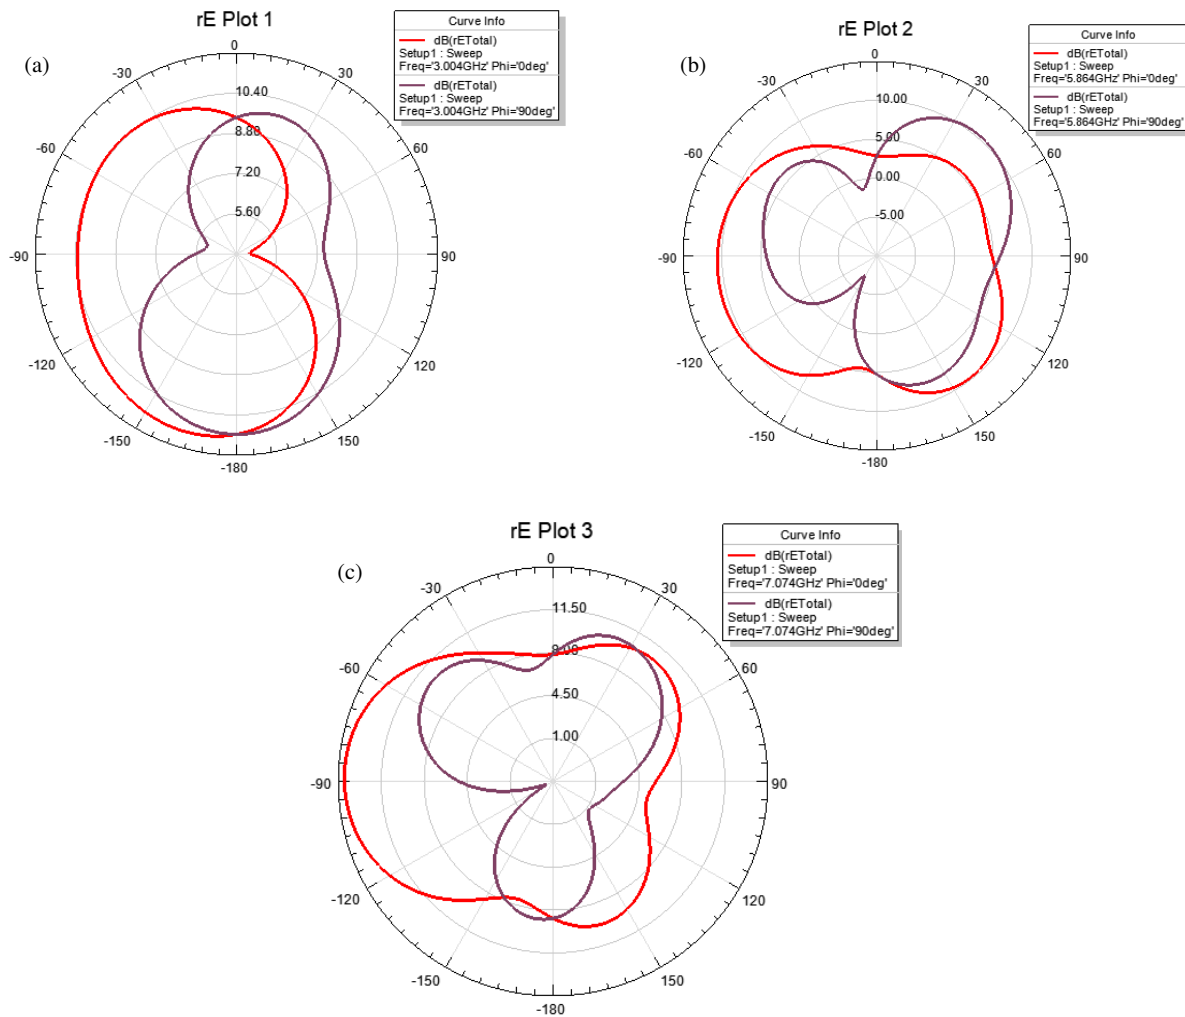 rE Plot 1
(a)
Curve Info
dB(rETotal)
Setup1 : Sweep
Freq='3.004GHz' Phi='0deg'
dB(rETotal)
Setup1 : Sweep
Freq='3.004GHz' Phi='90deg'
0
30
60
90
120
150
-180
-150
-120
-90
-60
-30
10.40
8.80
7.20
5.60
rE Plot 2
(b)
Curve Info
dB(rETotal)
Setup1 : Sweep
Freq='5.864GHz' Phi='0deg'
dB(rETotal)
Setup1 : Sweep
Freq='5.864GHz' Phi='90deg'
0
30
60
90
120
150
-180
-150
-120
-90
-60
-30
10.00
5.00
0.00
-5.00
rE Plot 3
(c)
Curve Info
dB(rETotal)
Setup1 : Sweep
Freq='7.074GHz' Phi='0deg'
dB(rETotal)
Setup1 : Sweep
Freq='7.074GHz' Phi='90deg'
0
30
60
90
120
150
-180
-150
-120
-90
-60
-30
11.50
8.00
4.50
1.00